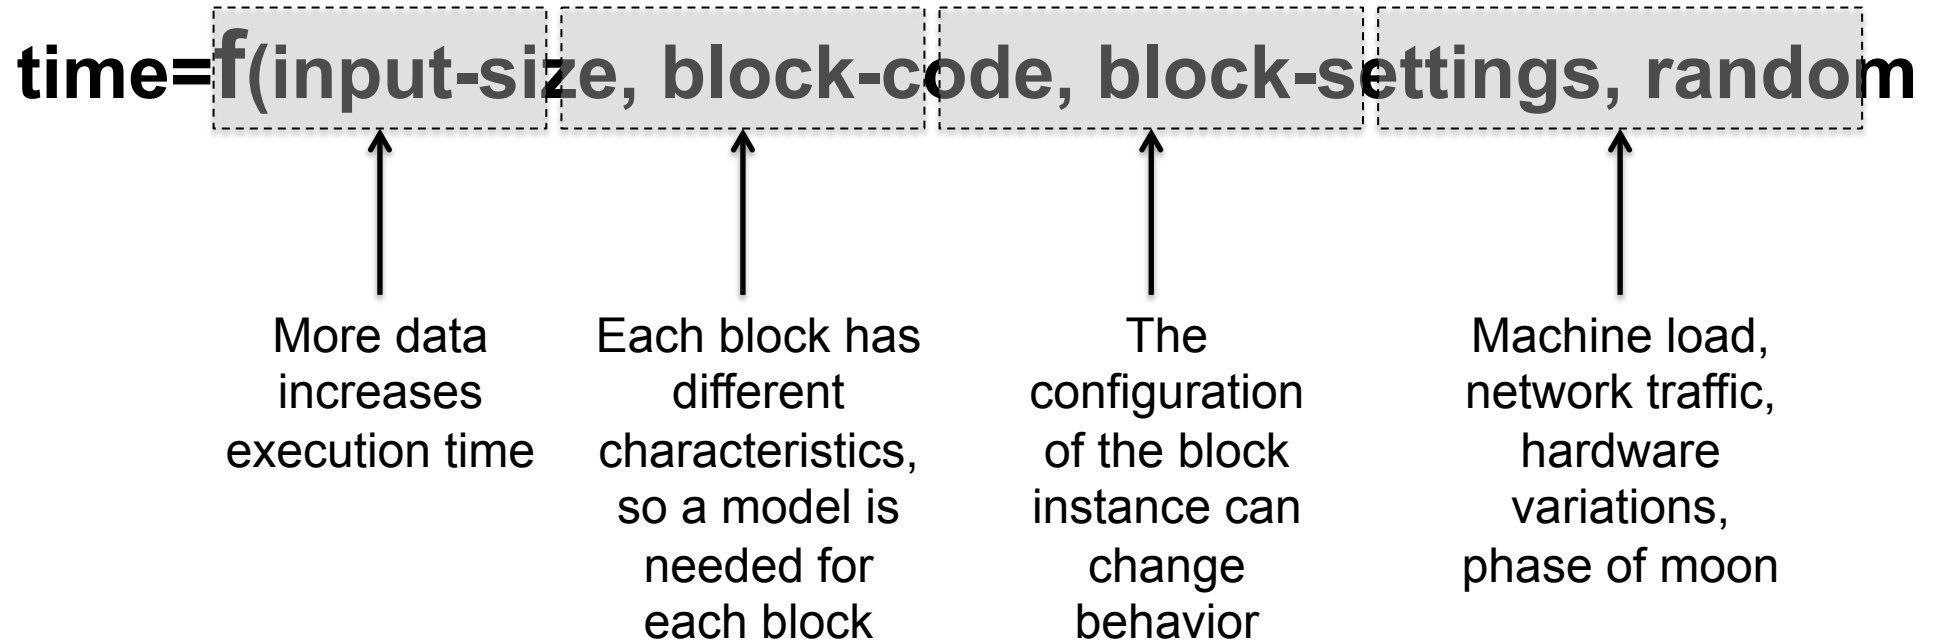 time=f(input-size, block-code, block-settings, random
More data
increases
execution time
Each block has
different
characteristics,
so a model is
needed for
each block
The
configuration
of the block
instance can
change
behavior
Machine load,
network traffic,
hardware
variations,
phase of moon